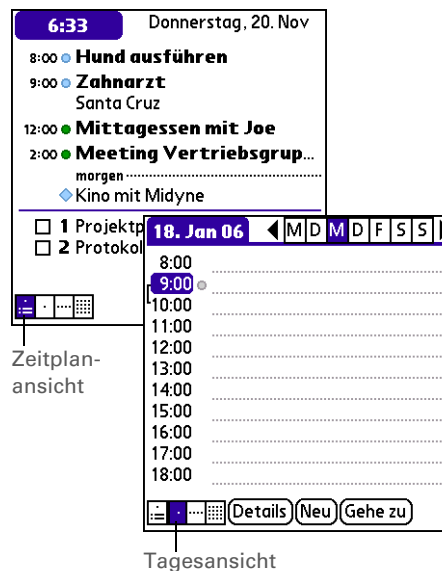 6:33 Donnerstag, 20. Nov
8:00 Hund ausführen
9:00 Zahnarzt
Santa Cruz
12:00 Mittagessen mit Joe
2:00 Meeting Vertriebsgrup...
morgen
Kino mit Midyne
1 Projektp
2 Protokol
Zeitplan-
ansicht
18. Jan 06 M D M D F S S
8:00
9:00
10:00
11:00
12:00
13:00
14:00
15:00
16:00
17:00
18:00
Details Neu Gehe zu
Tagesansicht